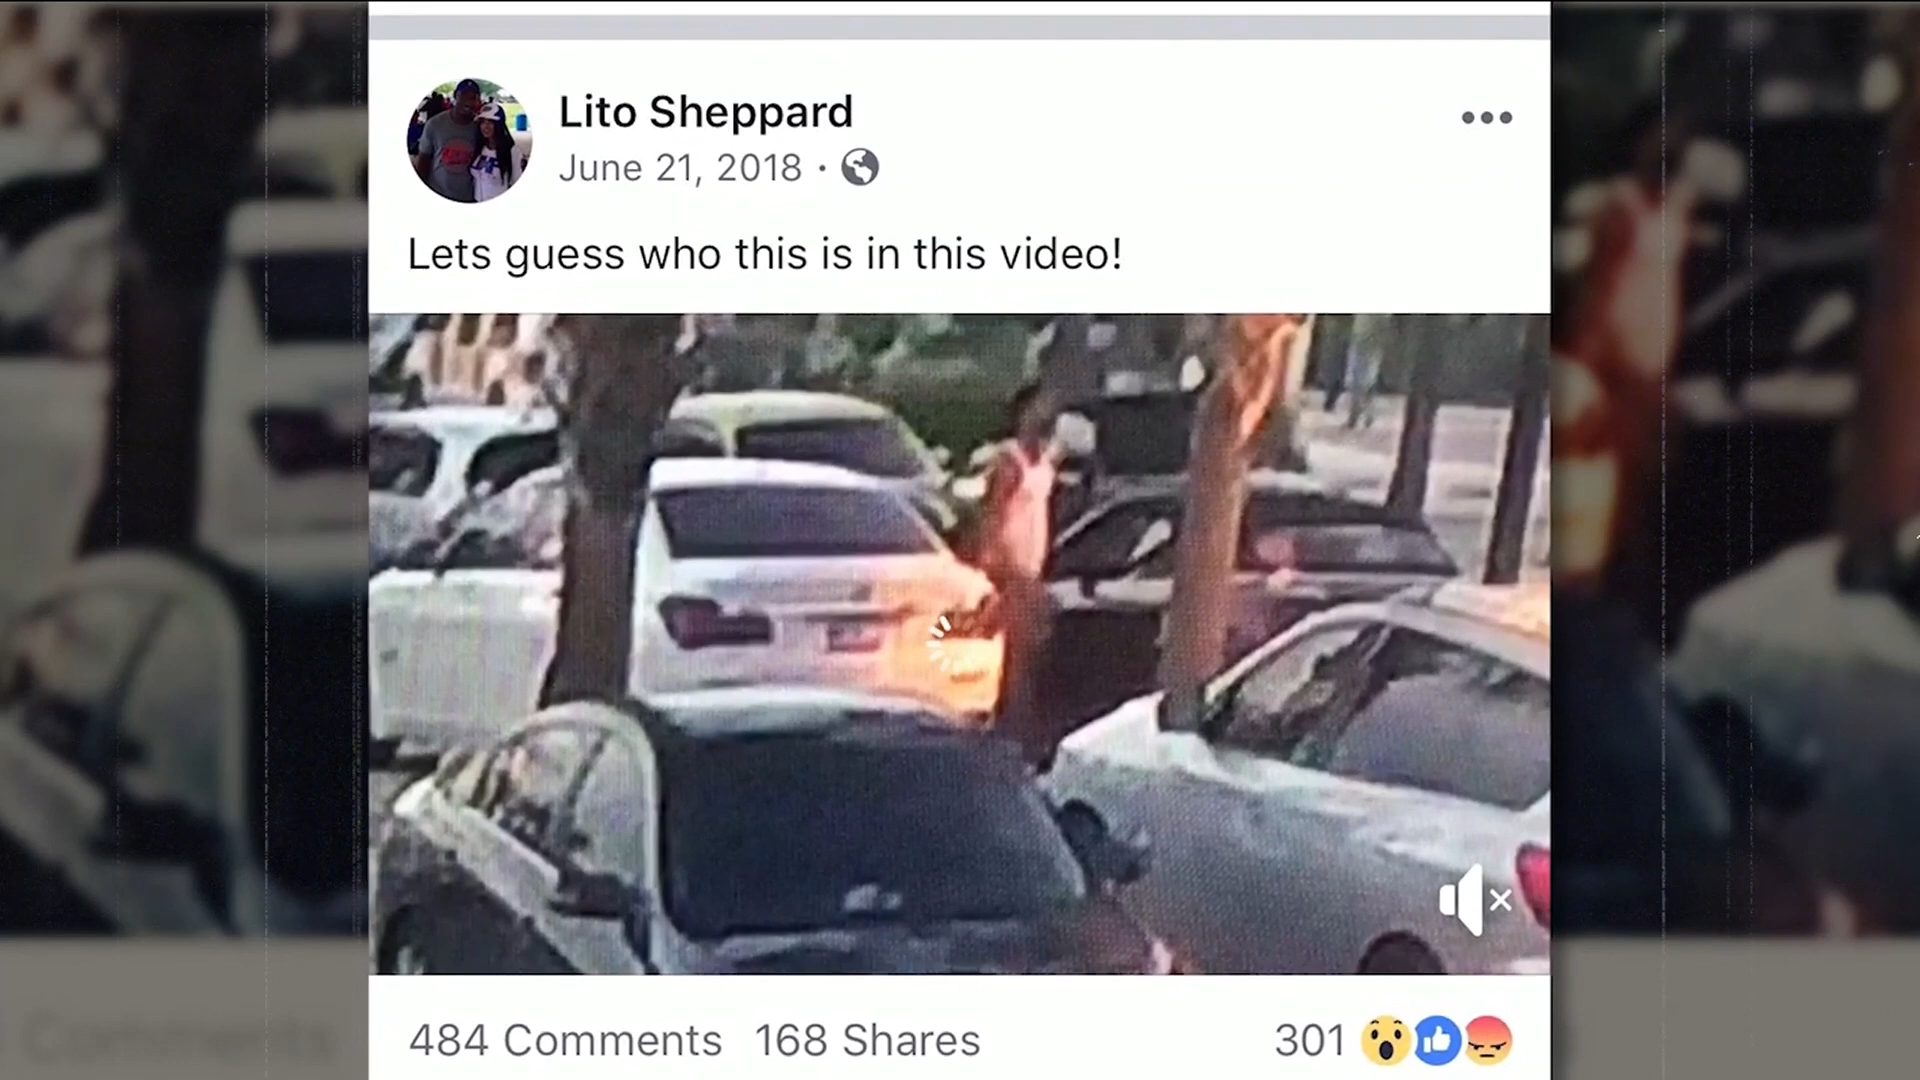 Lito Sheppard
June 21, 2018 ·
Lets guess who this is in this video!
484 Comments 168 Shares
301